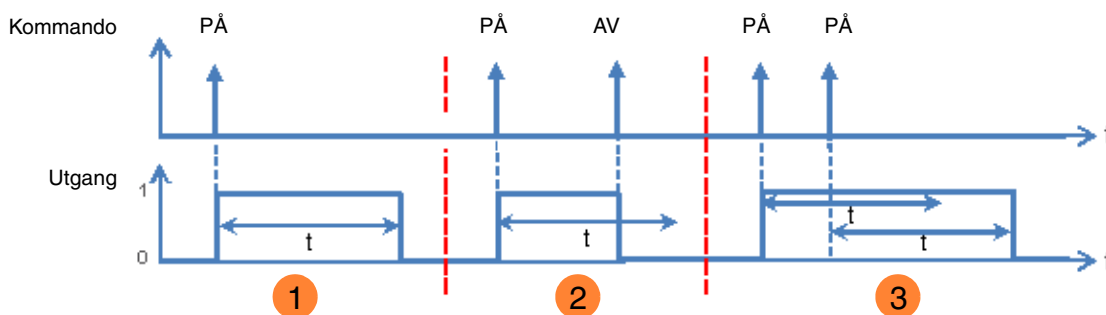 Kommando PÅ PÅ AV PÅ PÅ
Utgang
1
t t t
t
0
1 2 3